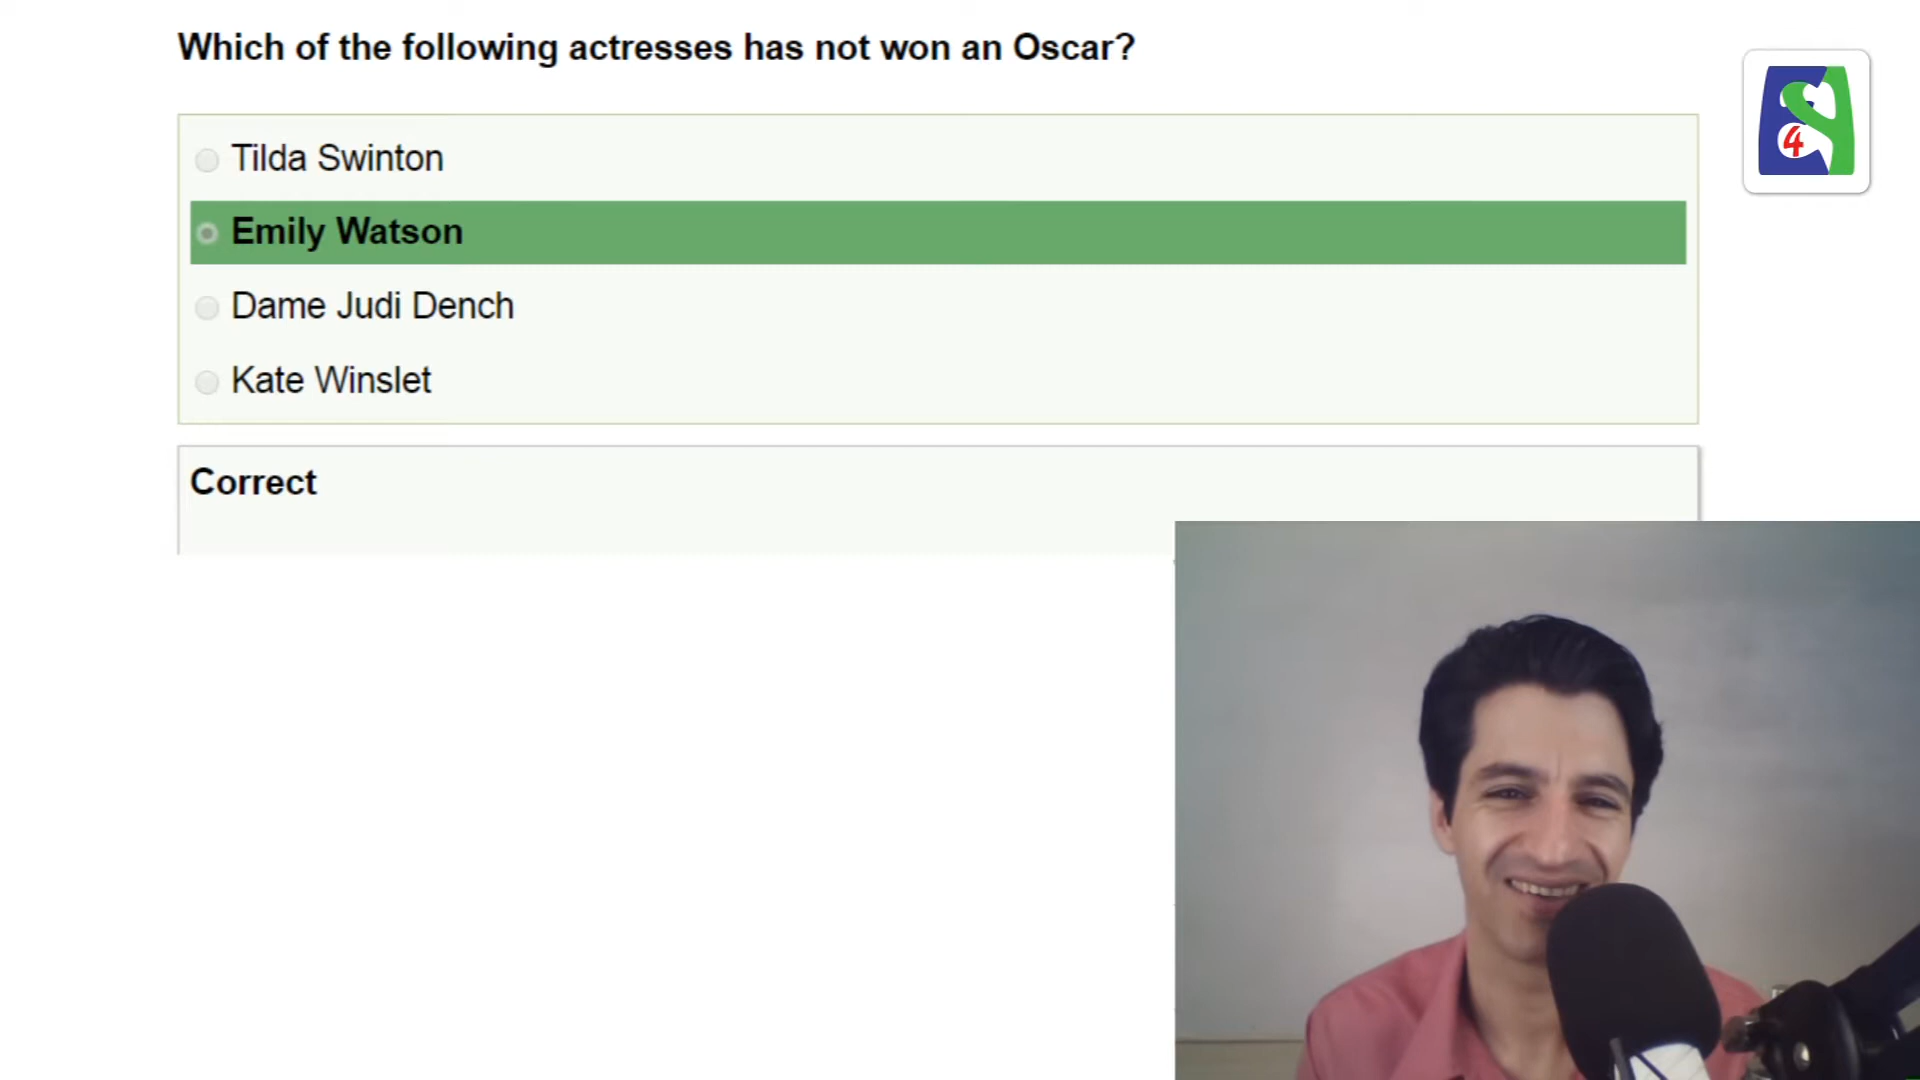 Which of the following actresses has not won an Oscar?
Tilda Swinton
Emily Watson
Dame Judi Dench
Kate Winslet
Correct
4